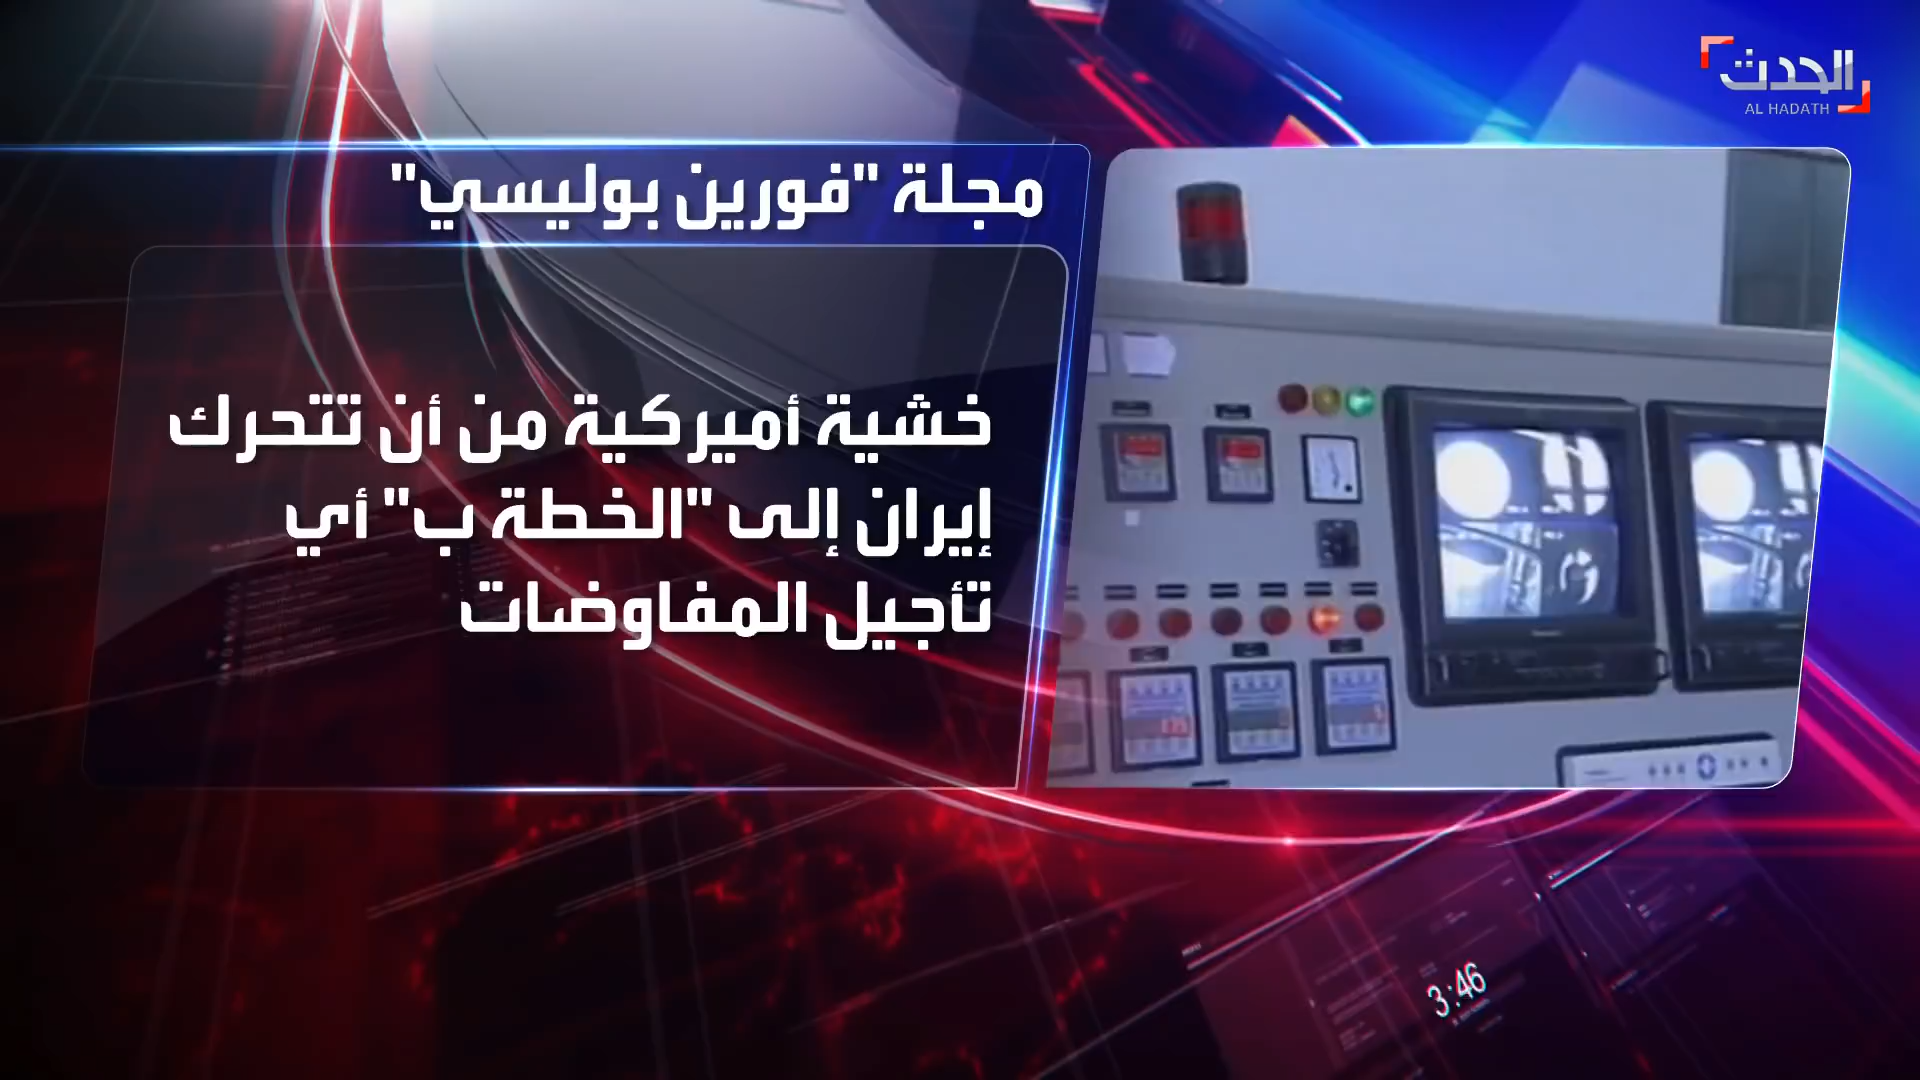 الحدث
AL HADATH
مجلة "فورين بوليسي"
خشية أميركية من أن تتحرك
إيران إلى "الخطة ب" أي
تأجيل المفاوضات
3:46